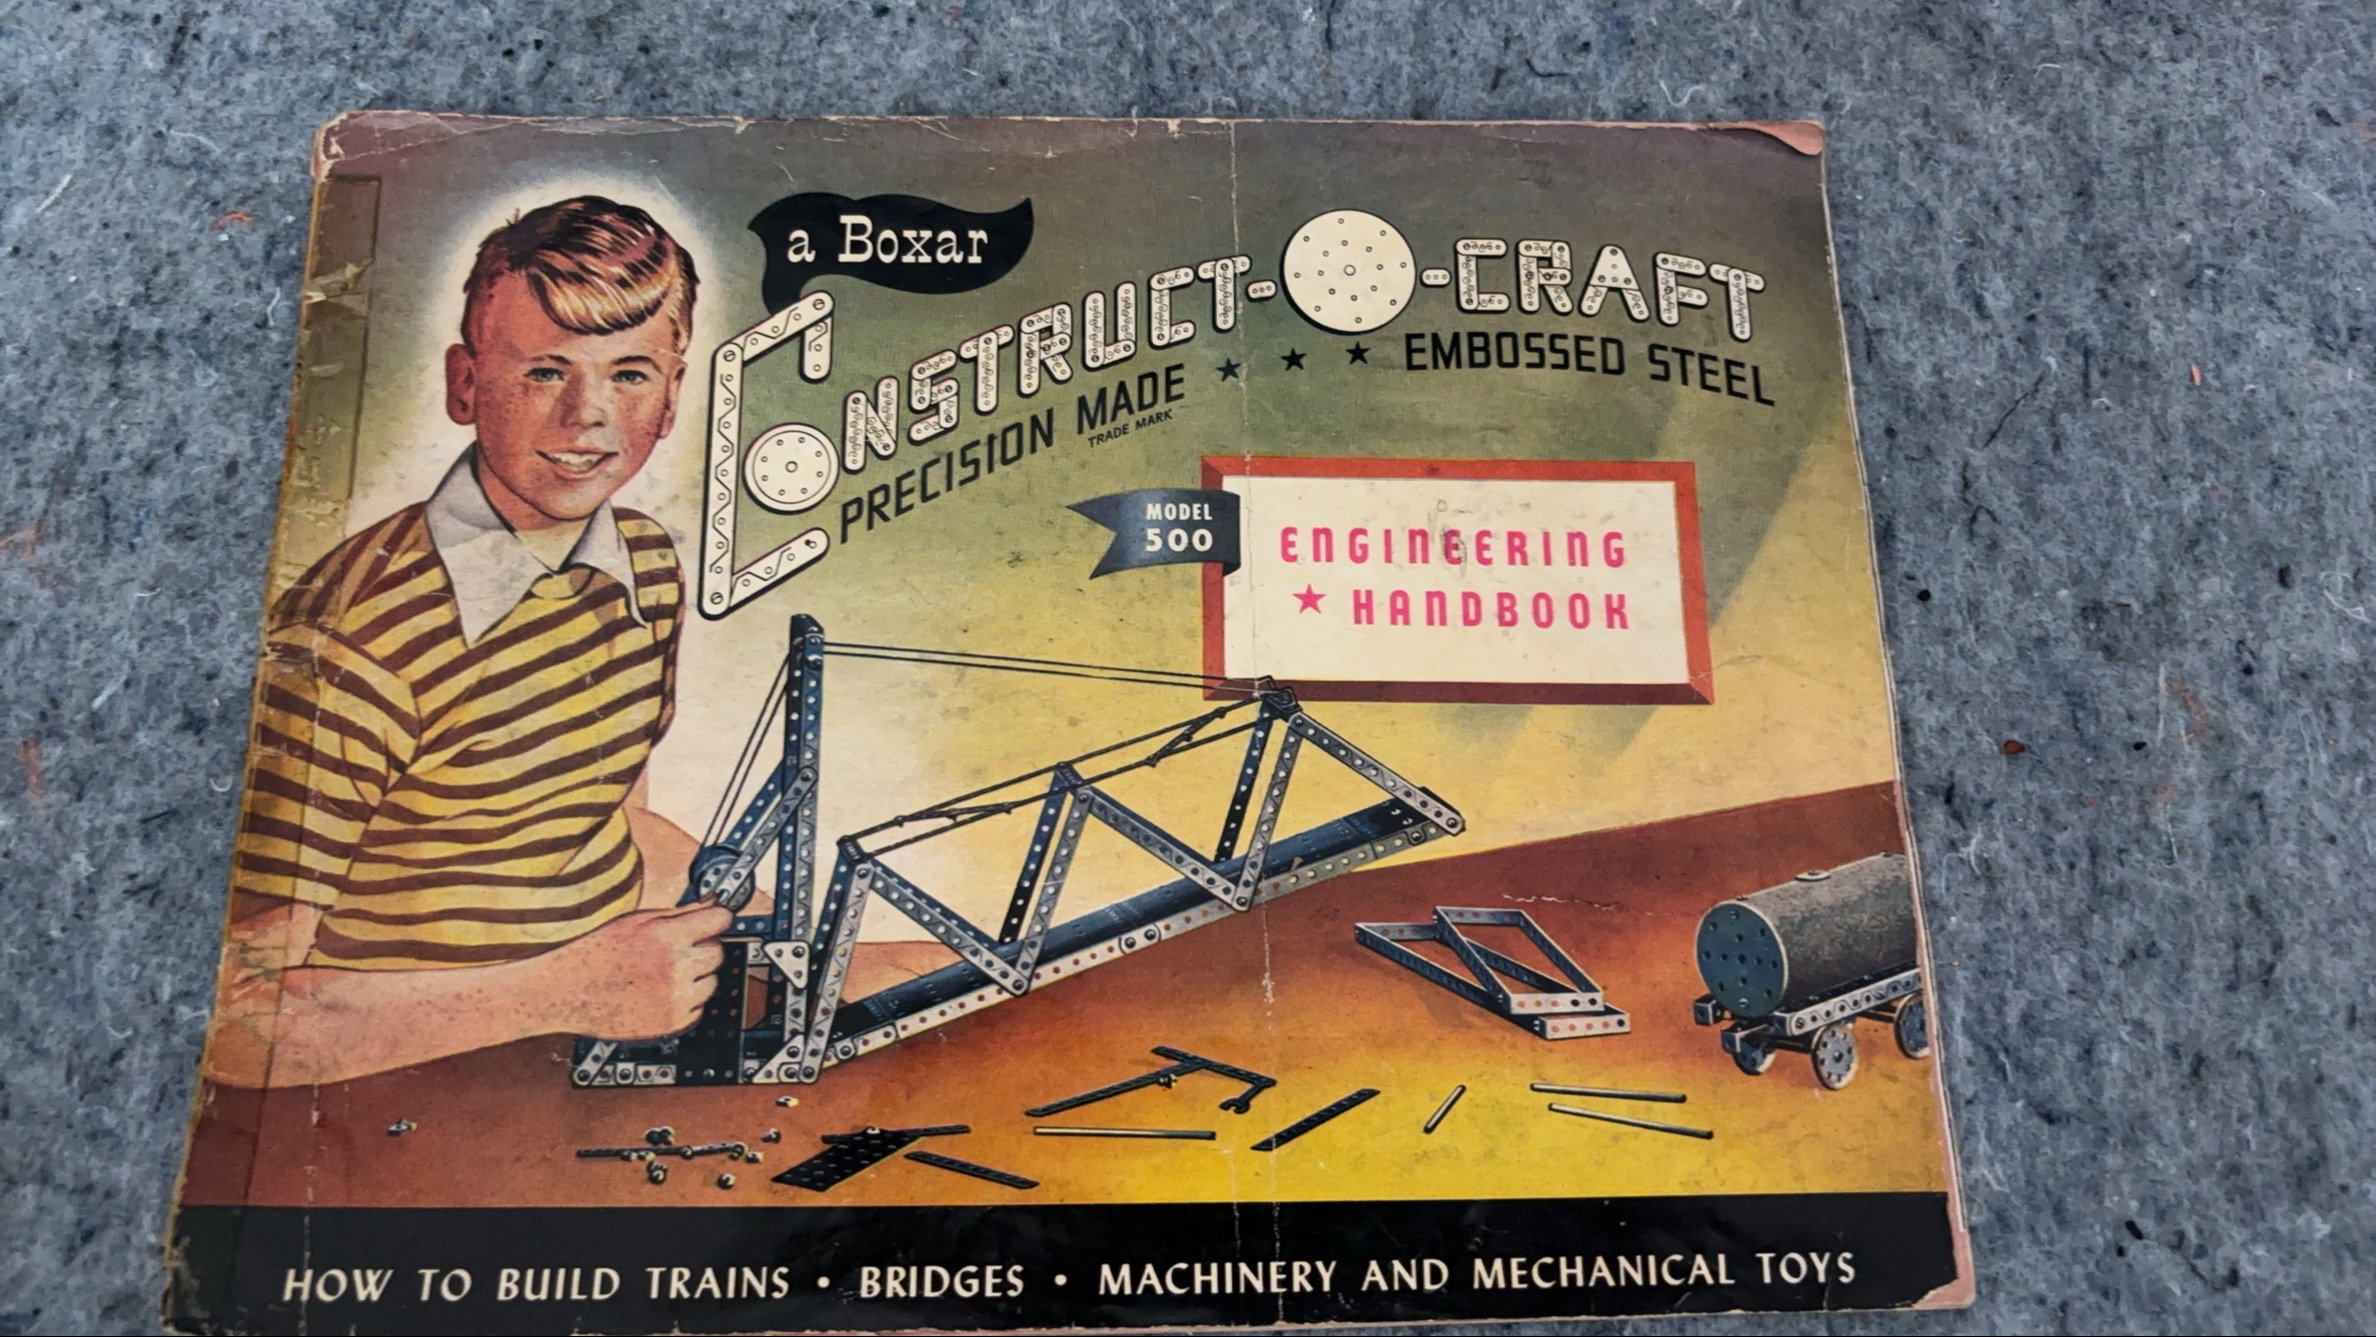 a Boxar
CONSTRUCT-O-CRAFT
PRECISION MADE ★ ★ ★ EMBOSSED STEEL
TRADE MARK
MODEL
500
ENGINEERING
★ HANDBOOK
HOW TO BUILD TRAINS • BRIDGES • MACHINERY AND MECHANICAL TOYS